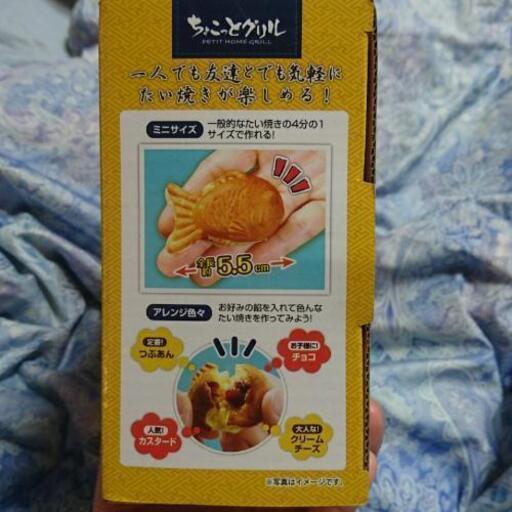 ちょこっとグリル
PETIT HOME GRILL
一人でも友達とでも気軽に
たい焼きが楽しめる！
ミニサイズ
一般的なたい焼きの4分の1
サイズで作れる!
全長
約5.5cm
アレンジ色々
お好みの餡を入れて色んな
たい焼きを作ってみよう!
定番!
つぶあん
お子様に!
チョコ
人気!
カスタード
大人な!
クリーム
チーズ
※写真はイメージです。